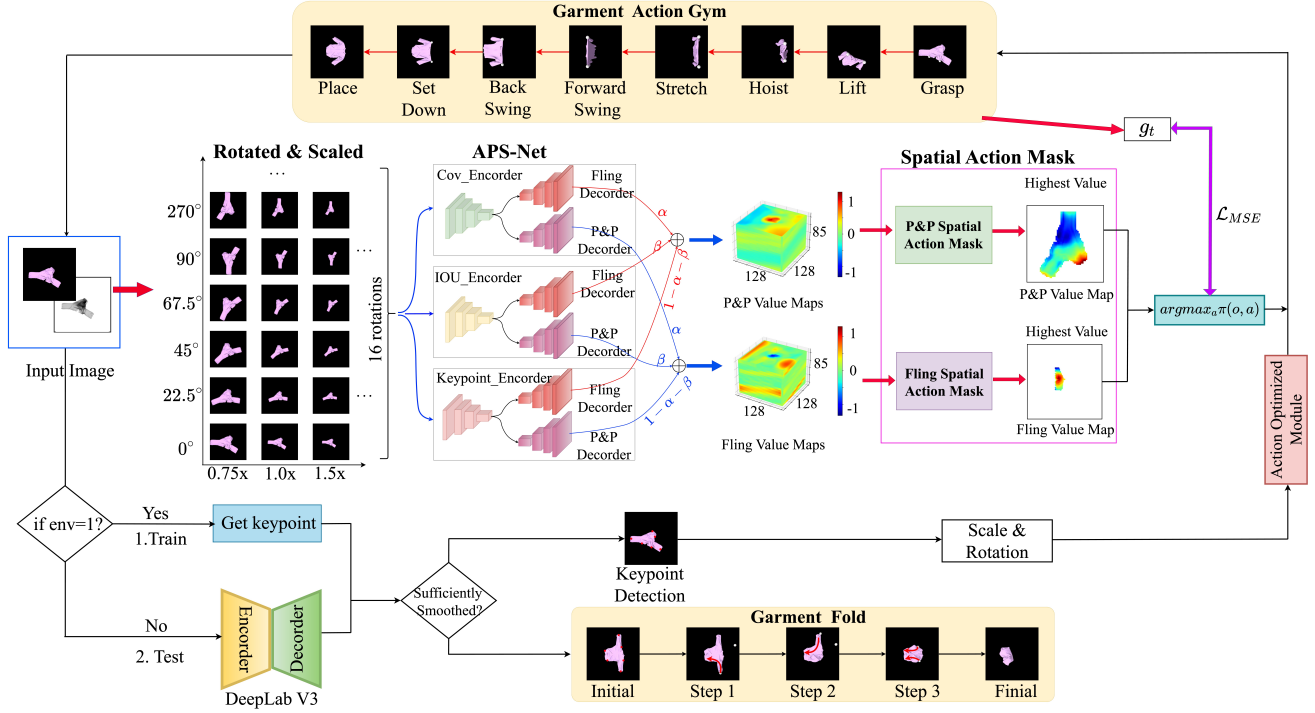 Garment Action Gym
Place
Set
Down
Back
Swing
Forward
Swing
Stretch
Hoist
Lift
Grasp
g_t
Rotated & Scaled
...
270°
90°
...
67.5°
45°
22.5°
...
0°
0.75x
1.0x
1.5x
16 rotations
APS-Net
Cov_Encorder
Fling
Decorder
P&P
Decorder
IOU_Encorder
Fling
Decorder
P&P
Decorder
Keypoint_Encorder
Fling
Decorder
P&P
Decorder
α
β
1-α-β
α
β
1-α-β
85
128
128
P&P Value Maps
1
0
-1
85
128
128
Fling Value Maps
1
0
-1
Spatial Action Mask
P&P Spatial
Action Mask
Highest Value
P&P Value Map
Fling Spatial
Action Mask
Highest Value
Fling Value Map
ℒ_MSE
argmax_aπ(o, a)
Action Optimized
Module
Input Image
if env=1?
Yes
1.Train
Get keypoint
No
2. Test
Encorder
Decorder
DeepLab V3
Sufficiently
Smoothed?
Keypoint
Detection
Scale &
Rotation
Garment Fold
Initial
Step 1
Step 2
Step 3
Finial